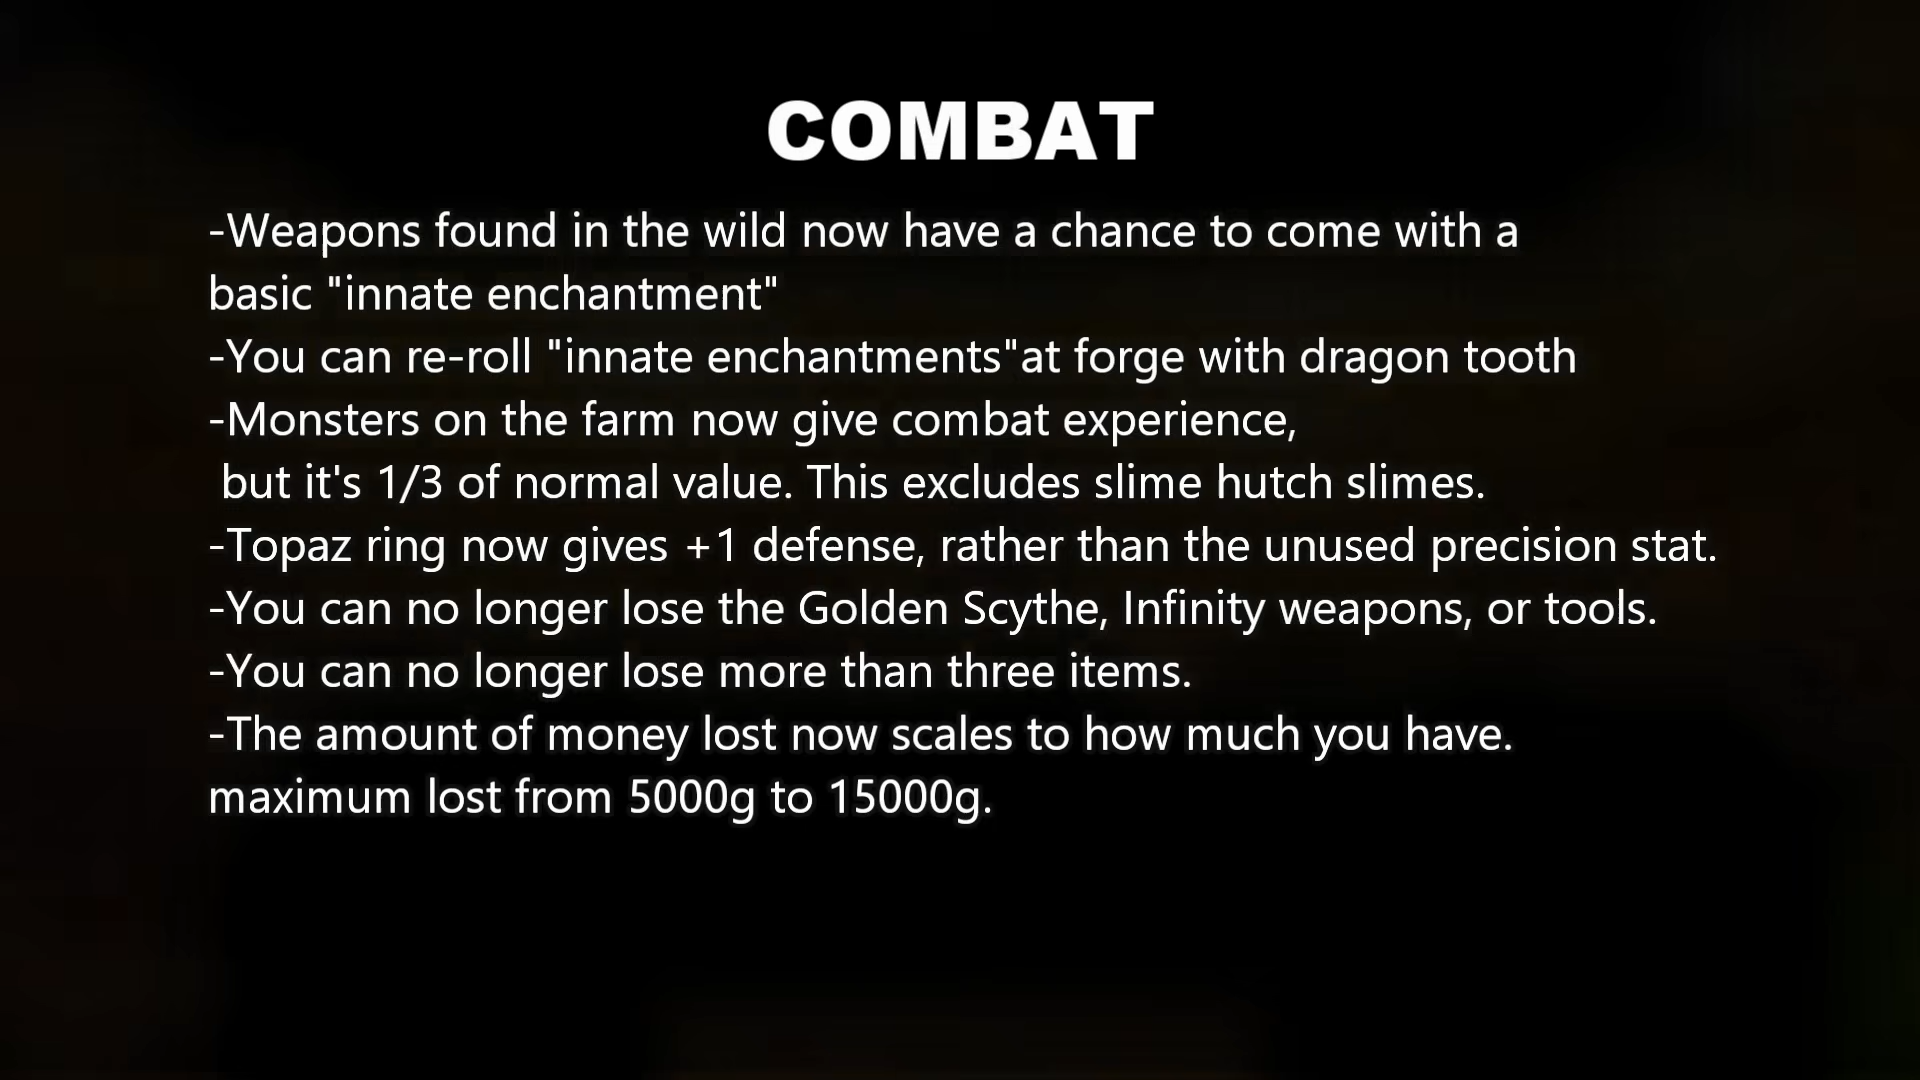 COMBAT
-Weapons found in the wild now have a chance to come with a
basic "innate enchantment"
-You can re-roll "innate enchantments"at forge with dragon tooth
-Monsters on the farm now give combat experience,
but it's 1/3 of normal value. This excludes slime hutch slimes.
-Topaz ring now gives +1 defense, rather than the unused precision stat.
-You can no longer lose the Golden Scythe, Infinity weapons, or tools.
-You can no longer lose more than three items.
-The amount of money lost now scales to how much you have.
maximum lost from 5000g to 15000g.